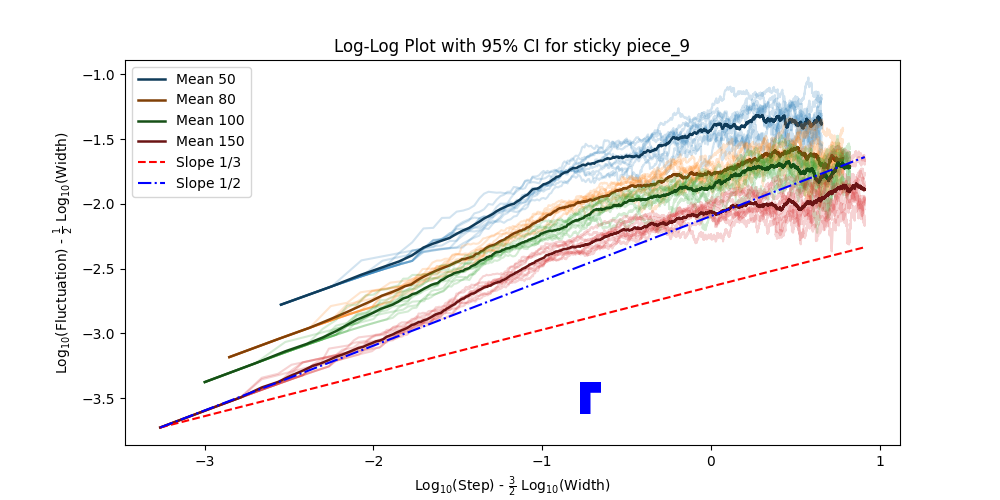 Log-Log Plot with 95% CI for sticky piece_9
Mean 50
Mean 80
Mean 100
Mean 150
Slope 1/3
Slope 1/2
Log₁₀(Fluctuation) - ½ Log₁₀(Width)
−1.0
−1.5
−2.0
−2.5
−3.0
−3.5
−3
−2
−1
0
1
Log₁₀(Step) - 3/2 Log₁₀(Width)